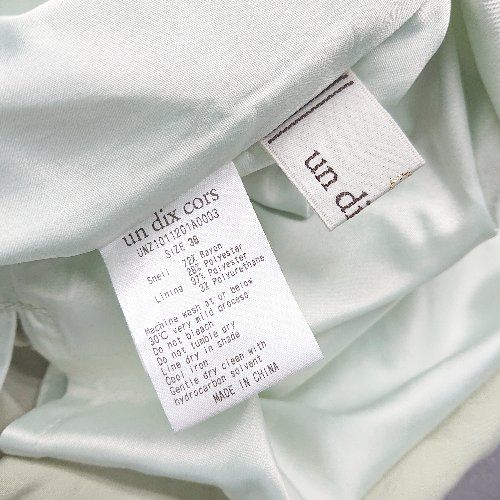 un dix cors
UNZ1011201A0003
SIZE 38
Shell 72% Rayon
28% Polyester
Lining 97% Polyester
3% Polyurethane
Machine wash at or below
30℃ very mild process
Do not bleach
Do not tumble dry
Line dry in shade
Cool iron
Gentle dry clean with
hydrocarbon solvent
MADE IN CHINA
un di